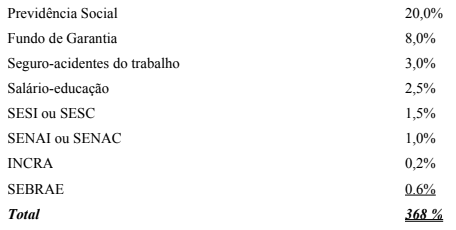 Previdência Social 20,0%
Fundo de Garantia 8,0%
Seguro-acidentes do trabalho 3,0%
Salário-educação 2,5%
SESI ou SESC 1,5%
SENAI ou SENAC 1,0%
INCRA 0,2%
SEBRAE 0.6%
Total 368 %